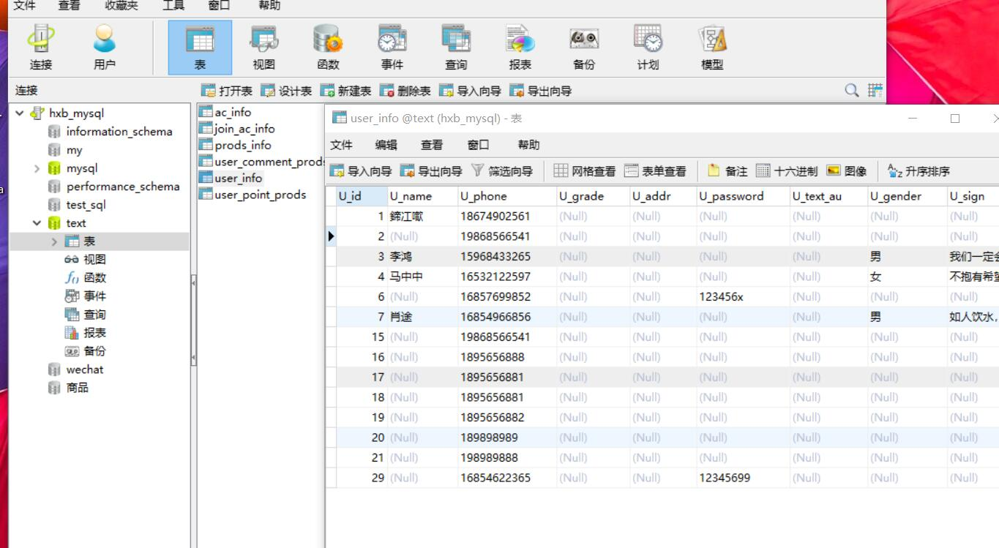 文件 查看 收藏夹 工具 窗口 帮助
连接 用户 表 视图 函数 事件 查询 报表 备份 计划 模型
连接 打开表 设计表 新建表 删除表 导入向导 导出向导
hxb_mysql
information_schema
my
mysql
performance_schema
test_sql
text
表
视图
函数
事件
查询
报表
备份
wechat
商品
ac_info
join_ac_info
prods_info
user_comment_prods
user_info
user_point_prods
user_info @text (hxb_mysql) - 表
文件 编辑 查看 窗口 帮助
导入向导 导出向导 筛选向导 网格查看 表单查看 备注 十六进制 图像 升序排序
U_id U_name U_phone U_grade U_addr U_password U_text_au U_gender U_sign
1 18674902561 (Null) (Null) (Null) (Null) (Null) (Null)
2 (Null) 19868566541 (Null) (Null) (Null) (Null) (Null) (Null)
3 李鸿 15968433265 (Null) (Null) (Null) (Null) 男 我们一定会
4 马中中 16532122597 (Null) (Null) (Null) (Null) 女 不抱有希望
6 (Null) 16857699852 (Null) (Null) 123456x (Null) (Null) (Null)
7 肖途 16854966856 (Null) (Null) (Null) (Null) 男 如人饮水，
15 (Null) 19868566541 (Null) (Null) (Null) (Null) (Null) (Null)
16 (Null) 1895656888 (Null) (Null) (Null) (Null) (Null) (Null)
17 (Null) 1895656881 (Null) (Null) (Null) (Null) (Null) (Null)
18 (Null) 1895656881 (Null) (Null) (Null) (Null) (Null) (Null)
19 (Null) 1895656882 (Null) (Null) (Null) (Null) (Null) (Null)
20 (Null) 189898989 (Null) (Null) (Null) (Null) (Null) (Null)
21 (Null) 198989888 (Null) (Null) (Null) (Null) (Null) (Null)
29 (Null) 16854622365 (Null) (Null) 12345699 (Null) (Null) (Null)